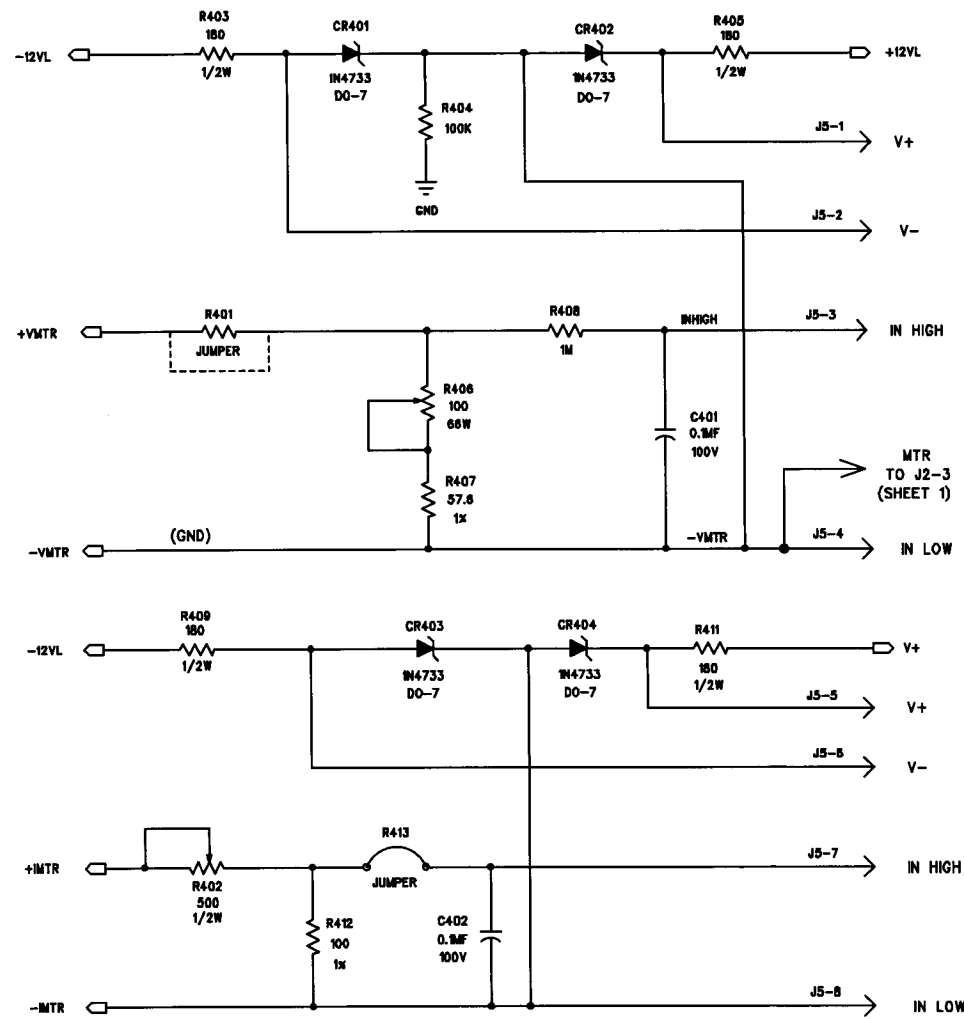 R403
180
1/2W
-12VL
CR401
1N4733
DO-7
R404
100K
GND
CR402
1N4733
DO-7
R405
180
1/2W
+12VL
J5-1
V+
J5-2
V-
+VMTR
R401
JUMPER
R408
1M
INHIGH
J5-3
IN HIGH
R406
100
66W
C401
0.1MF
100V
R407
57.6
1%
MTR
TO J2-3
(SHEET 1)
-VMTR
(GND)
-VMTR
J5-4
IN LOW
-12VL
R409
180
1/2W
CR403
1N4733
DO-7
CR404
1N4733
DO-7
R411
180
1/2W
V+
J5-5
V+
J5-6
V-
+IMTR
R402
500
1/2W
R413
JUMPER
J5-7
IN HIGH
R412
100
1%
C402
0.1MF
100V
-IMTR
J5-8
IN LOW